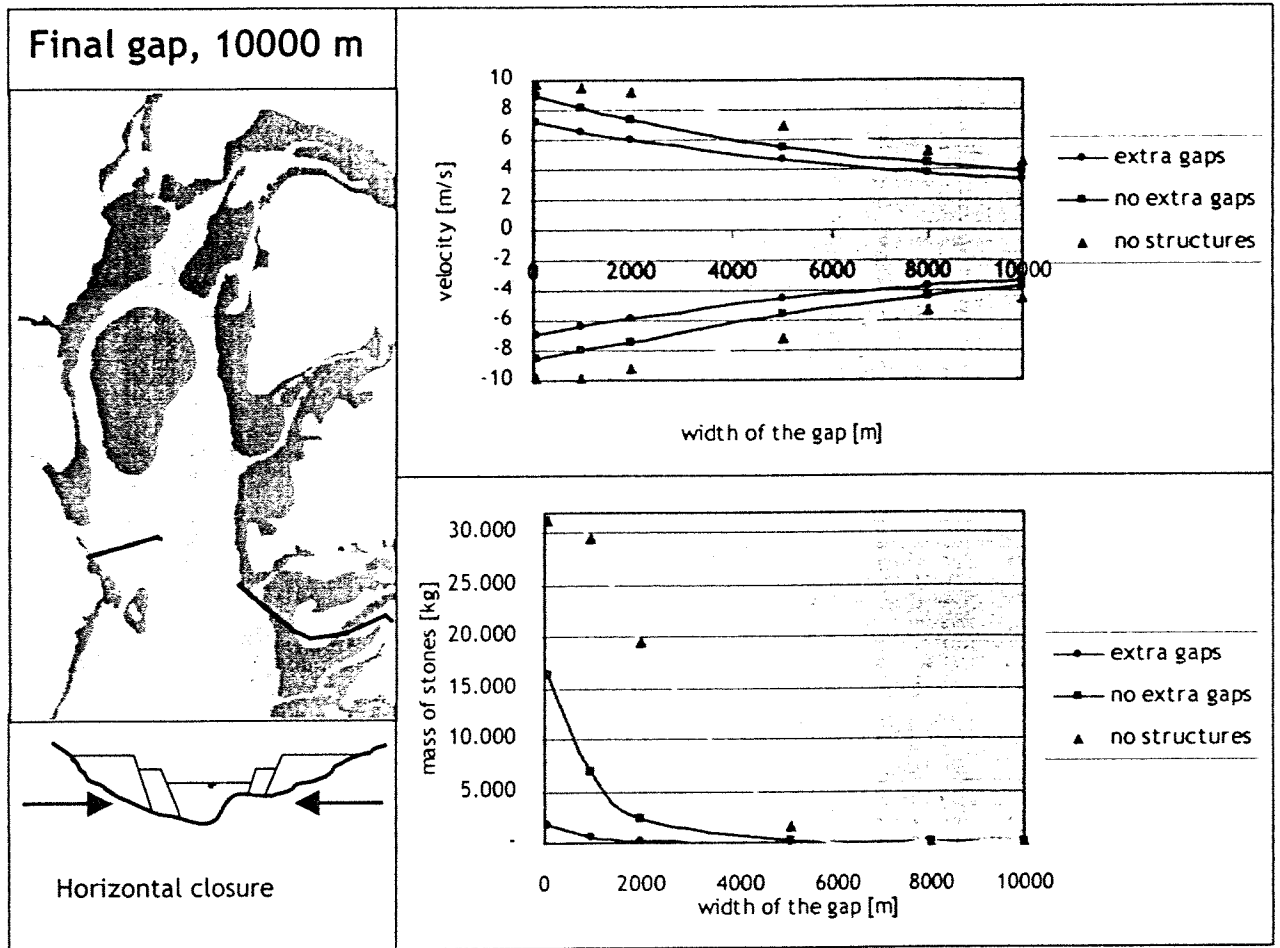 Final gap, 10000 m
Horizontal closure
velocity [m/s]
10
8
6
4
2
0
-2
-4
-6
-8
-10
0 2000 4000 6000 8000 10000
width of the gap [m]
extra gaps
no extra gaps
no structures
mass of stones [kg]
30.000
25.000
20.000
15.000
10.000
5.000
-
0 2000 4000 6000 8000 10000
width of the gap [m]
extra gaps
no extra gaps
no structures